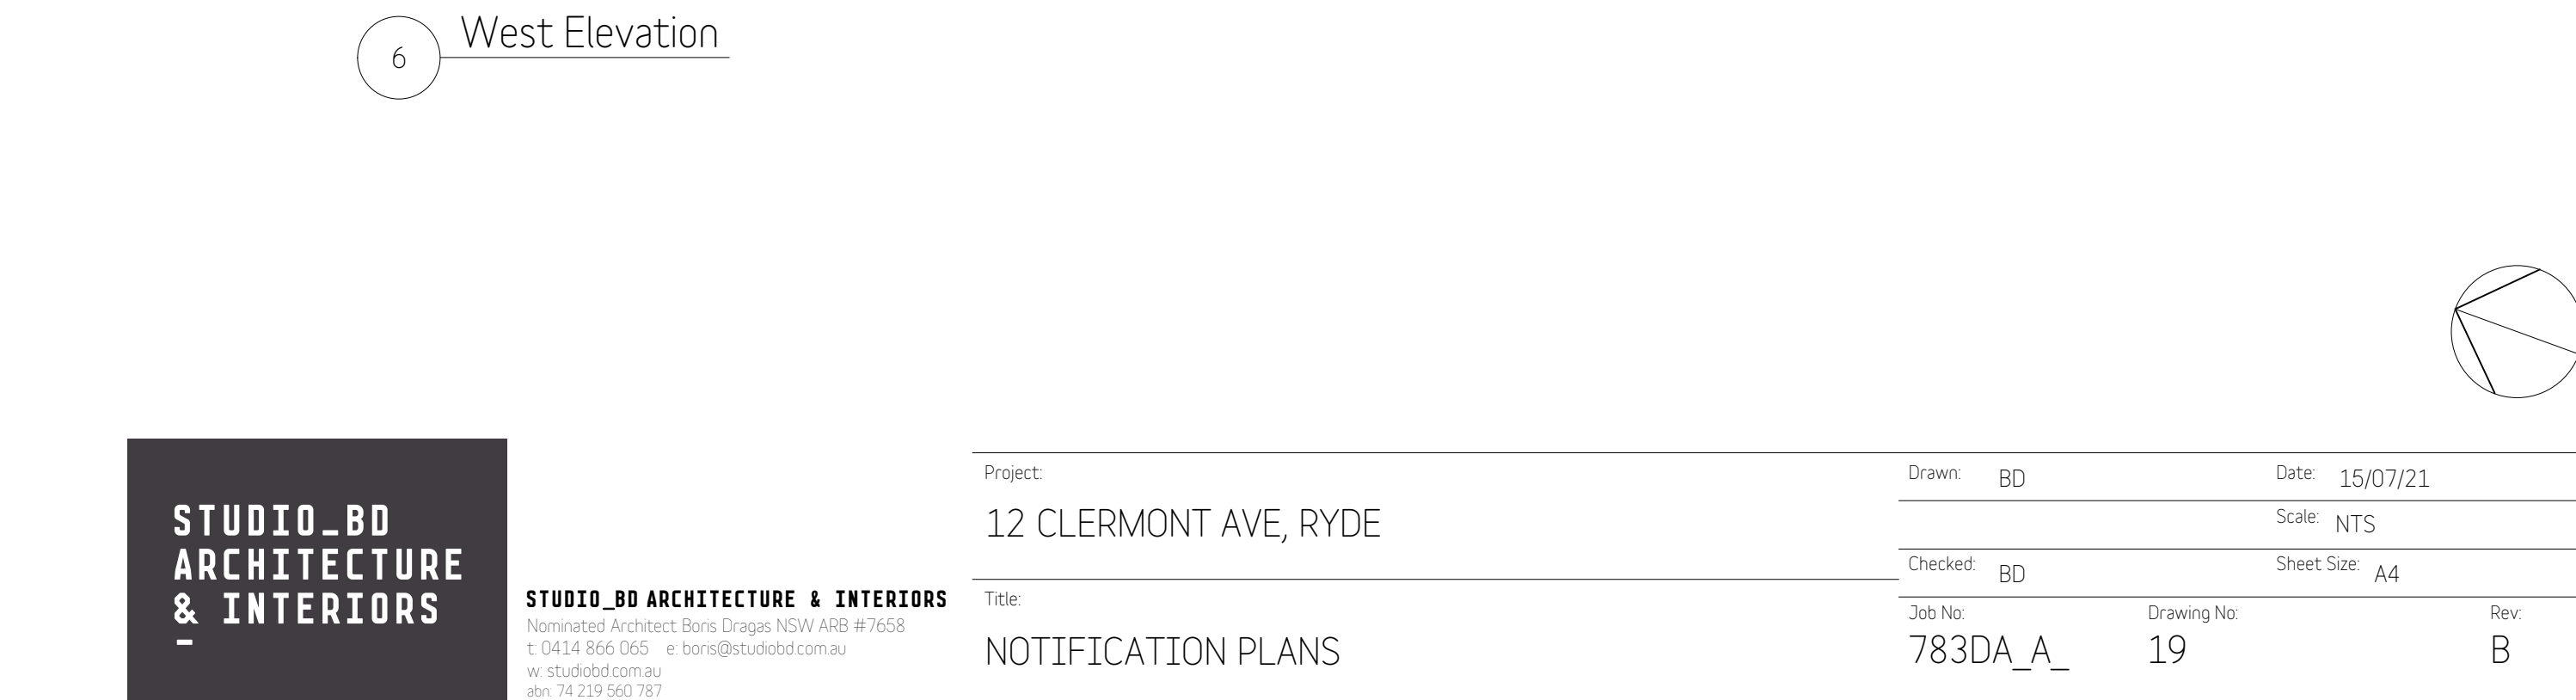 West Elevation
6
STUDIO_BD
ARCHITECTURE
& INTERIORS
-
STUDIO_BD ARCHITECTURE & INTERIORS
Nominated Architect Boris Dragas NSW ARB #7658
t: 0414 866 065 e: boris@studiobd.com.au
w: studiobd.com.au
abn: 74 219 560 787
Project:
12 CLERMONT AVE, RYDE
Title:
NOTIFICATION PLANS
Drawn: BD Date: 15/07/21
Scale: NTS
Checked: BD Sheet Size: A4
Job No: Drawing No: Rev:
783DA_A_ 19 B